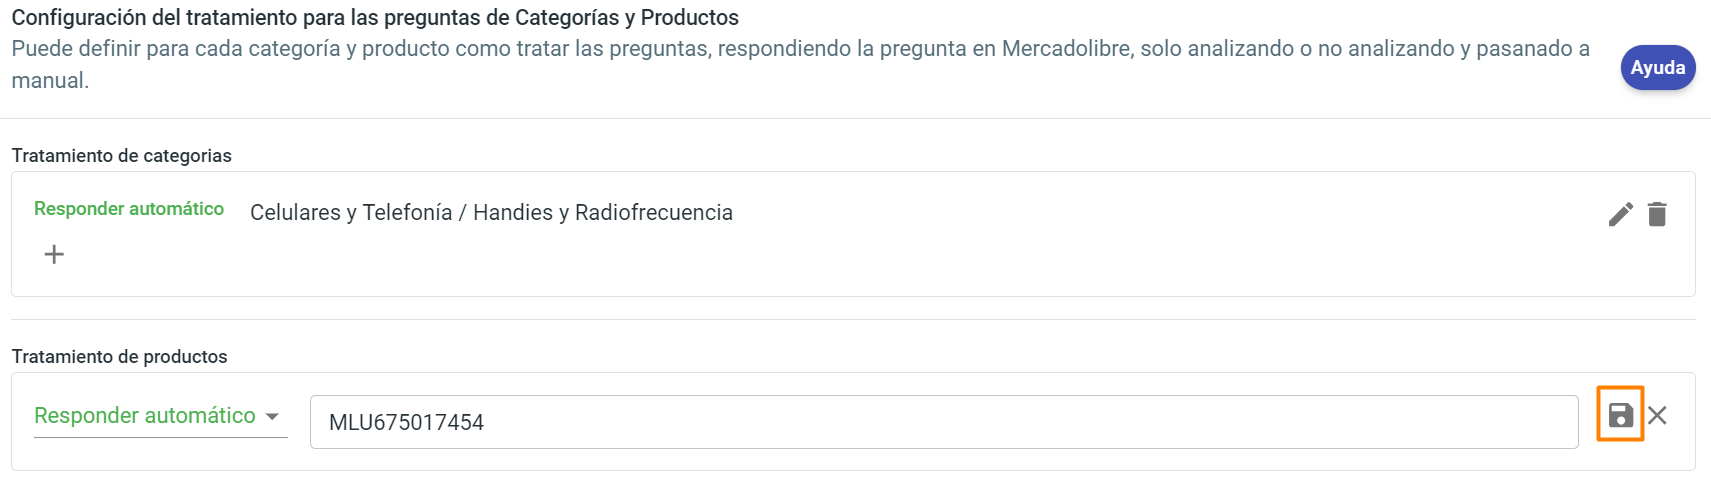 Configuración del tratamiento para las preguntas de Categorías y Productos
Puede definir para cada categoría y producto como tratar las preguntas, respondiendo la pregunta en Mercadolibre, solo analizando o no analizando y pasanado a
manual.
Ayuda
Tratamiento de categorias
Responder automático Celulares y Telefonía / Handies y Radiofrecuencia
Tratamiento de productos
Responder automático MLU675017454